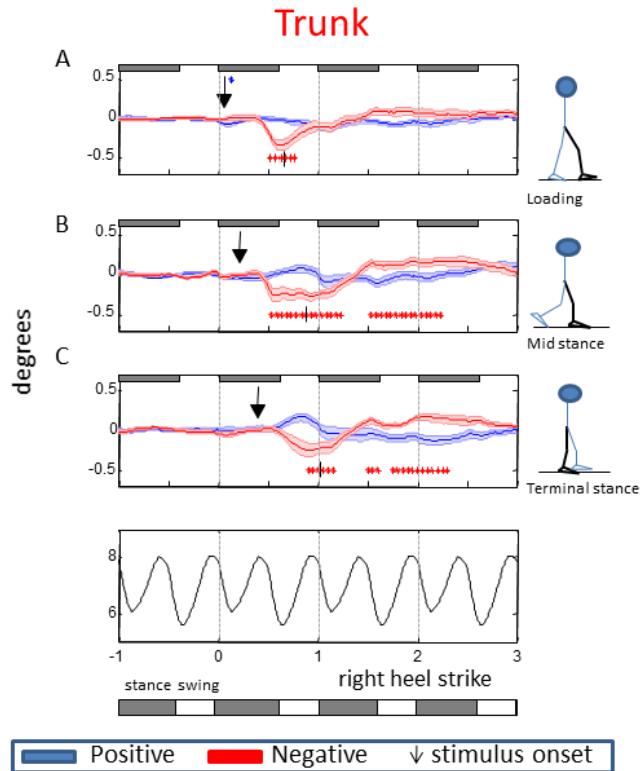 Trunk
A
0.5
0
-0.5
Loading
B
0.5
0
-0.5
Mid stance
C
0.5
0
-0.5
Terminal stance
degrees
8
6
-1 0 1 2 3
right heel strike
stance swing
Positive Negative ↓ stimulus onset